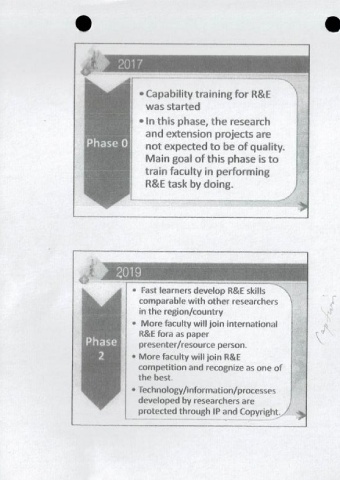 2017
Phase 0
• Capability training for R&E
was started
• In this phase, the research
and extension projects are
not expected to be of quality.
Main goal of this phase is to
train faculty in performing
R&E task by doing.
2019
Phase
2
• Fast learners develop R&E skills
comparable with other researchers
in the region/country
• More faculty will join international
R&E fora as paper
presenter/resource person.
• More faculty will join R&E
competition and recognize as one of
the best.
• Technology/information/processes
developed by researchers are
protected through IP and Copyright.